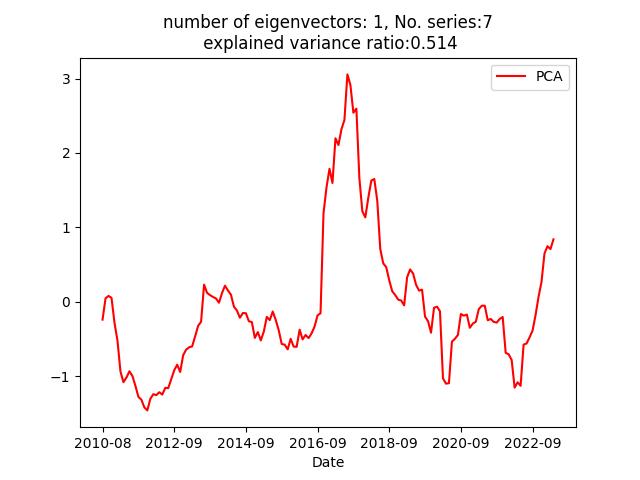 number of eigenvectors: 1, No. series:7
explained variance ratio:0.514
PCA
3
2
1
0
−1
2010-08 2012-09 2014-09 2016-09 2018-09 2020-09 2022-09
Date